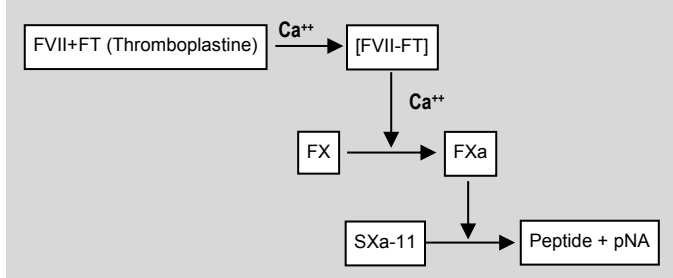 FVII+FT (Thromboplastine)
Ca⁺⁺
[FVII-FT]
Ca⁺⁺
FX
FXa
SXa-11
Peptide + pNA